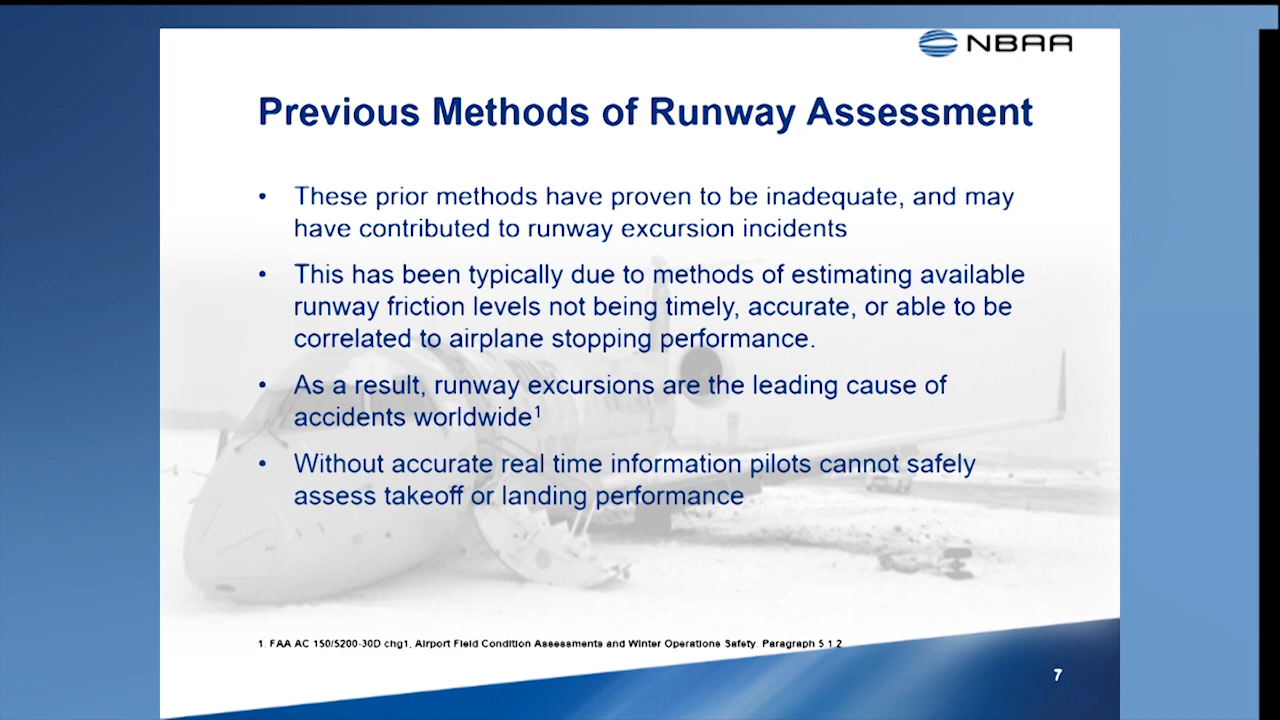 NBAA
Previous Methods of Runway Assessment
• These prior methods have proven to be inadequate, and may
have contributed to runway excursion incidents
• This has been typically due to methods of estimating available
runway friction levels not being timely, accurate, or able to be
correlated to airplane stopping performance.
• As a result, runway excursions are the leading cause of
accidents worldwide¹
• Without accurate real time information pilots cannot safely
assess takeoff or landing performance
1. FAA AC 150/5200-30D chg1, Airport Field Condition Assessments and Winter Operations Safety. Paragraph 5.1.2
7